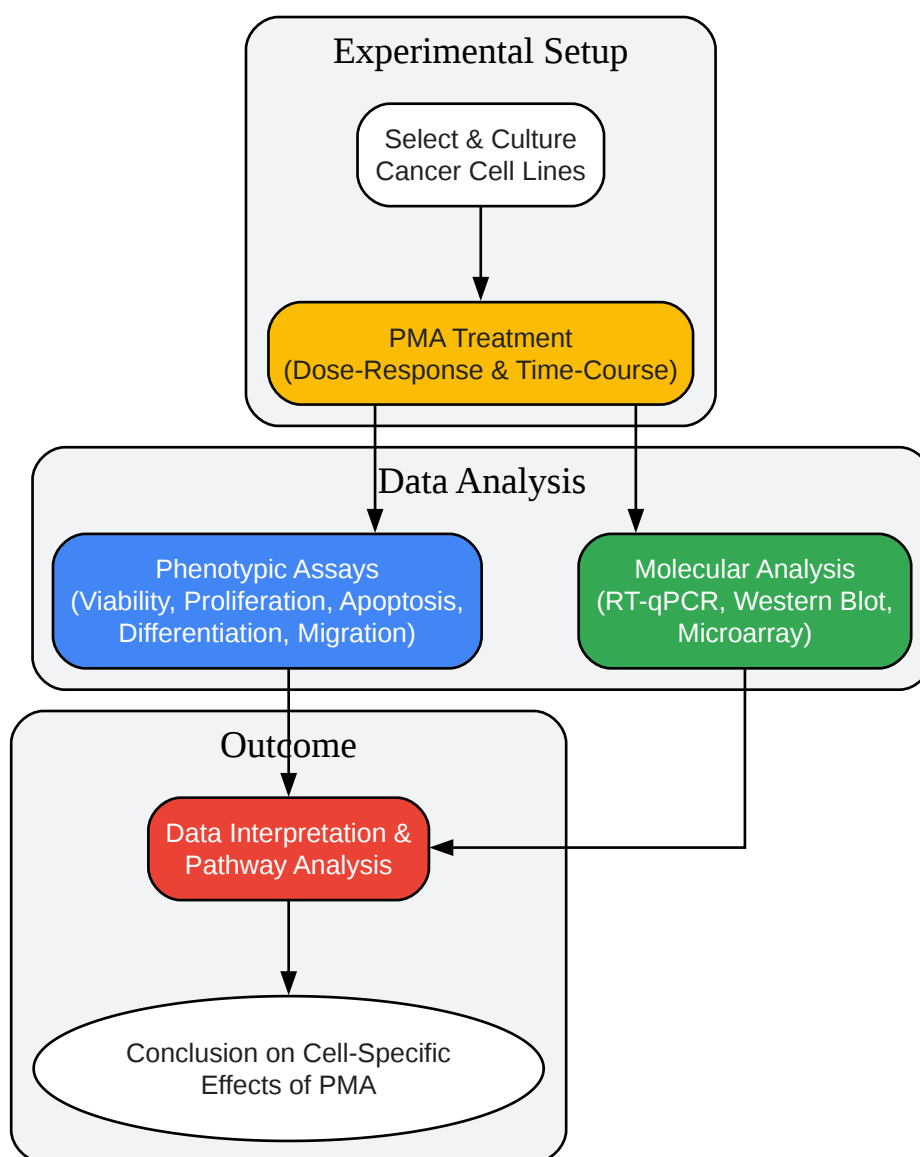 Experimental Setup
Select & Culture
Cancer Cell Lines
PMA Treatment
(Dose-Response & Time-Course)
Data Analysis
Phenotypic Assays
(Viability, Proliferation, Apoptosis,
Differentiation, Migration)
Molecular Analysis
(RT-qPCR, Western Blot,
Microarray)
Outcome
Data Interpretation &
Pathway Analysis
Conclusion on Cell-Specific
Effects of PMA